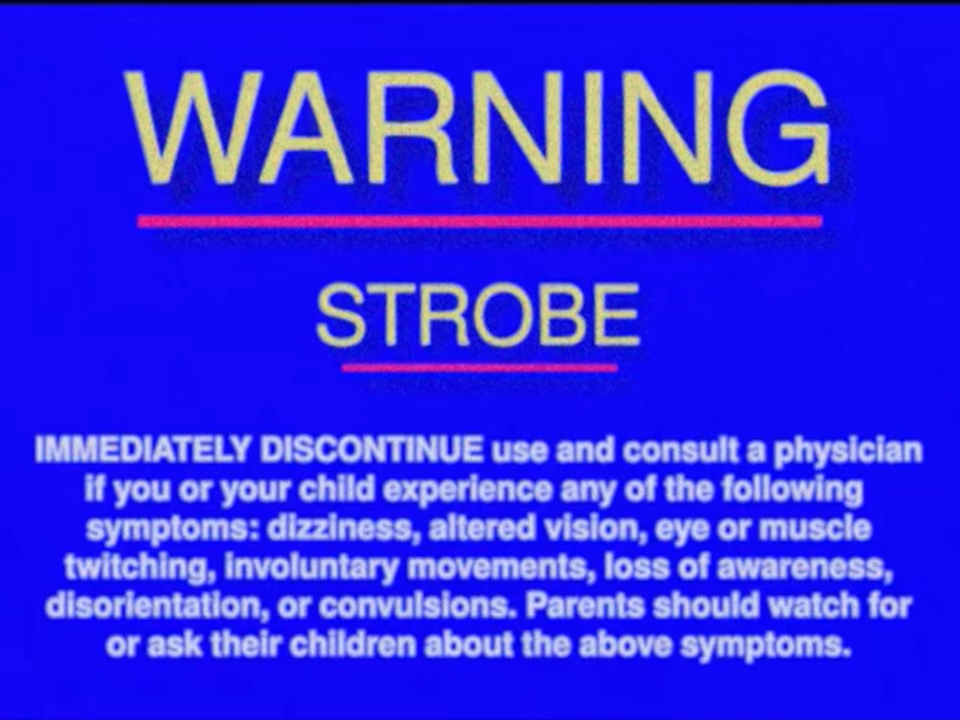 WARNING
STROBE
IMMEDIATELY DISCONTINUE use and consult a physician
if you or your child experience any of the following
symptoms: dizziness, altered vision, eye or muscle
twitching, involuntary movements, loss of awareness,
disorientation, or convulsions. Parents should watch for
or ask their children about the above symptoms.